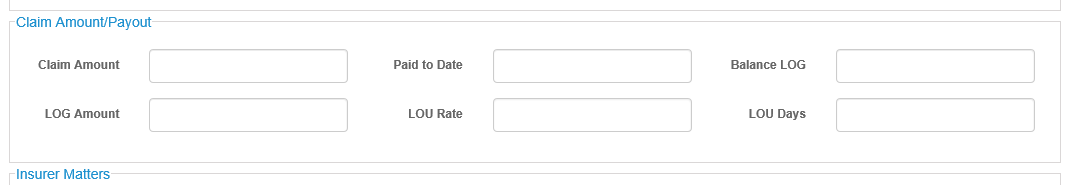 Claim Amount/Payout
Claim Amount Paid to Date Balance LOG
LOG Amount LOU Rate LOU Days
Insurer Matters